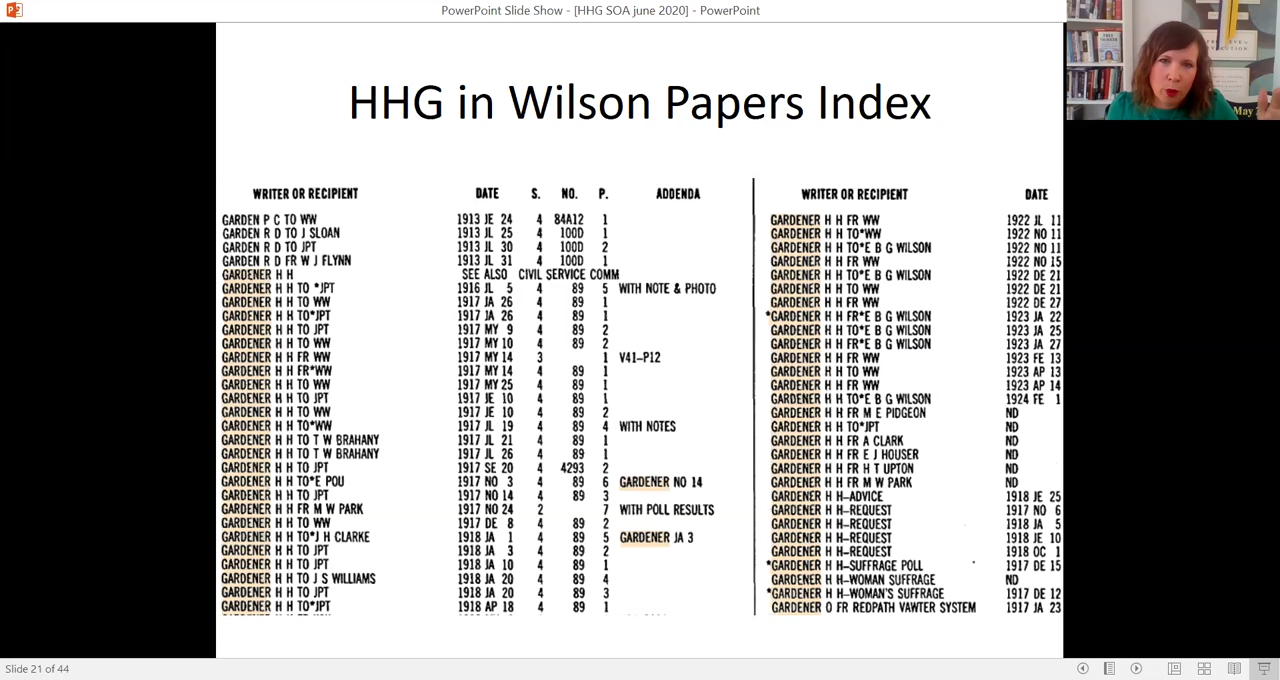 PowerPoint Slide Show - [HHG SOA june 2020] - PowerPoint
HHG in Wilson Papers Index
WRITER OR RECIPIENT DATE S. NO. P. ADDENDA
GARDEN P C TO WW 1913 JE 24 4 84A12 1
GARDEN R D TO J SLOAN 1913 JL 25 4 100D 1
GARDEN R D TO JPT 1913 JL 30 4 100D 2
GARDEN R D FR W J FLYNN 1913 JL 31 4 100D 1
GARDENER H H SEE ALSO CIVIL SERVICE COMM
GARDENER H H TO *JPT 1916 JL 5 4 89 5 WITH NOTE & PHOTO
GARDENER H H TO WW 1917 JA 26 4 89 1
GARDENER H H TO*JPT 1917 JA 26 4 89 1
GARDENER H H TO JPT 1917 MY 9 4 89 2
GARDENER H H TO WW 1917 MY 10 4 89 2
GARDENER H H FR WW 1917 MY 14 3 1 V41-P12
GARDENER H H FR*WW 1917 MY 14 4 89 1
GARDENER H H TO WW 1917 MY 25 4 89 1
GARDENER H H TO JPT 1917 JE 10 4 89 1
GARDENER H H TO WW 1917 JE 10 4 89 2
GARDENER H H TO*WW 1917 JL 19 4 89 4 WITH NOTES
GARDENER H H TO T W BRAHANY 1917 JL 21 4 89 1
GARDENER H H TO T W BRAHANY 1917 JL 26 4 89 1
GARDENER H H TO JPT 1917 SE 20 4 4293 2
GARDENER H H TO*E POU 1917 NO 3 4 89 6 GARDENER NO 14
GARDENER H H TO JPT 1917 NO 14 4 89 3
GARDENER H H FR M W PARK 1917 NO 24 2 7 WITH POLL RESULTS
GARDENER H H TO WW 1917 DE 8 4 89 2
GARDENER H H TO*J H CLARKE 1918 JA 1 4 89 5 GARDENER JA 3
GARDENER H H TO JPT 1918 JA 3 4 89 2
GARDENER H H TO JPT 1918 JA 10 4 89 1
GARDENER H H TO J S WILLIAMS 1918 JA 20 4 89 4
GARDENER H H TO JPT 1918 JA 20 4 89 3
GARDENER H H TO*JPT 1918 AP 18 4 89 1
WRITER OR RECIPIENT DATE
GARDENER H H FR WW 1922 JL 11
GARDENER H H TO*WW 1922 NO 11
GARDENER H H TO*E B G WILSON 1922 NO 11
GARDENER H H FR WW 1922 NO 15
GARDENER H H TO*E B G WILSON 1922 DE 21
GARDENER H H TO WW 1922 DE 21
GARDENER H H FR WW 1922 DE 27
*GARDENER H H FR*E B G WILSON 1923 JA 22
GARDENER H H TO*E B G WILSON 1923 JA 25
GARDENER H H FR*E B G WILSON 1923 JA 27
GARDENER H H FR WW 1923 FE 13
GARDENER H H TO WW 1923 AP 13
GARDENER H H FR WW 1923 AP 14
GARDENER H H TO*E B G WILSON 1924 FE 1
GARDENER H H FR M E PIDGEON ND
GARDENER H H TO*JPT ND
GARDENER H H FR A CLARK ND
GARDENER H H FR E J HOUSER ND
GARDENER H H FR H T UPTON ND
GARDENER H H FR M W PARK ND
GARDENER H H-ADVICE 1918 JE 25
GARDENER H H-REQUEST 1917 NO 6
GARDENER H H-REQUEST 1918 JA 5
GARDENER H H-REQUEST 1918 JE 10
GARDENER H H-REQUEST 1918 OC 1
*GARDENER H H-SUFFRAGE POLL 1917 DE 15
GARDENER H H-WOMAN SUFFRAGE ND
*GARDENER H H-WOMAN'S SUFFRAGE 1917 DE 12
GARDENER O FR REDPATH VAWTER SYSTEM 1917 JA 23
May
Slide 21 of 44